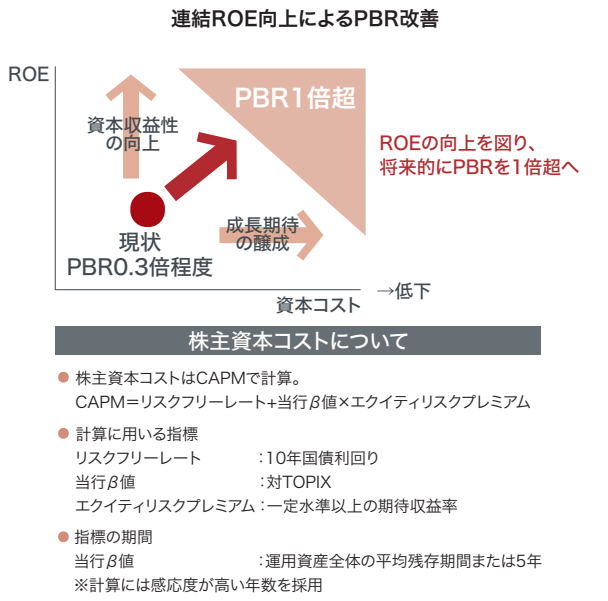 連結ROE向上によるPBR改善
ROE
PBR1倍超
資本収益性
の向上
ROEの向上を図り、
将来的にPBRを1倍超へ
成長期待
の醸成
現状
PBR0.3倍程度
→低下
資本コスト
株主資本コストについて
● 株主資本コストはCAPMで計算。
CAPM＝リスクフリーレート+当行β値×エクイティリスクプレミアム
● 計算に用いる指標
リスクフリーレート ：10年国債利回り
当行β値 ：対TOPIX
エクイティリスクプレミアム：一定水準以上の期待収益率
● 指標の期間
当行β値 ：運用資産全体の平均残存期間または5年
※計算には感応度が高い年数を採用